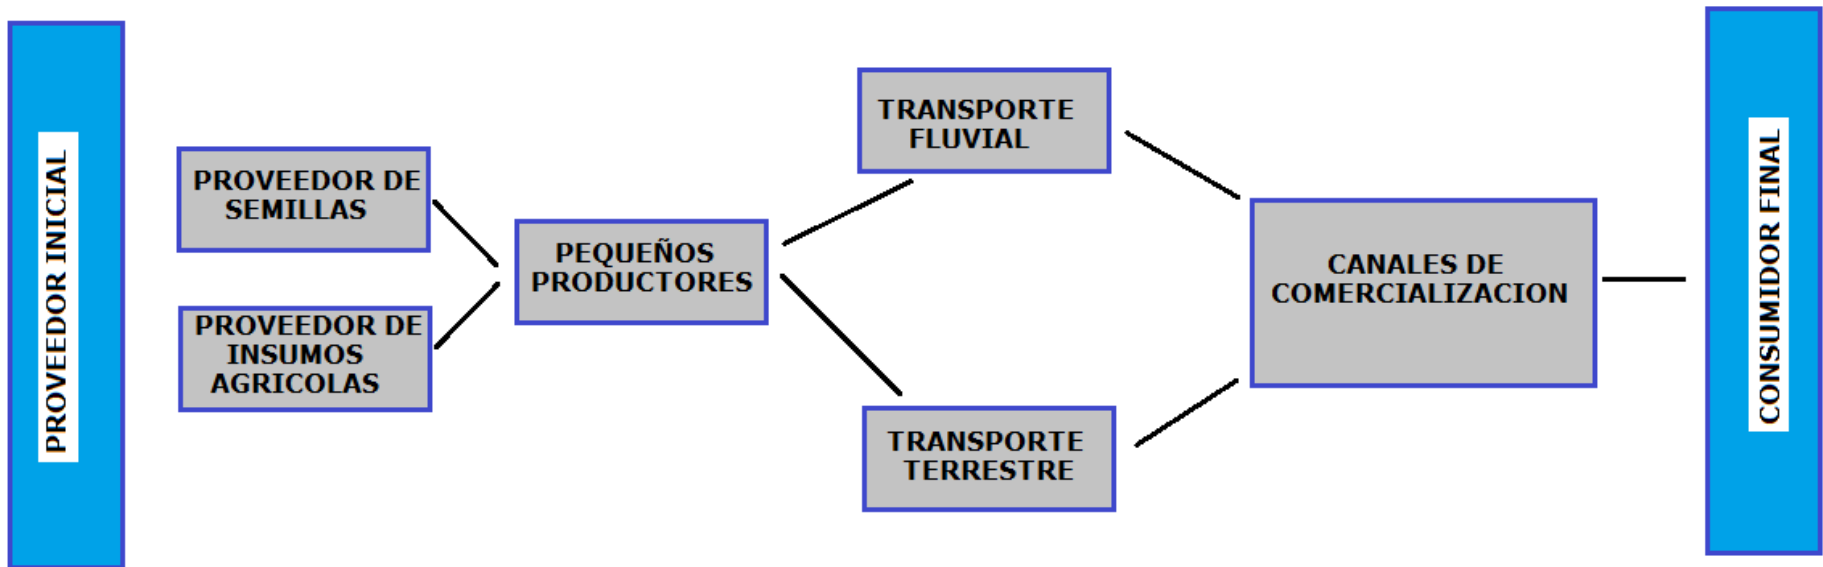 PROVEEDOR INICIAL
PROVEEDOR DE
SEMILLAS
PROVEEDOR DE
INSUMOS
AGRICOLAS
PEQUEÑOS
PRODUCTORES
TRANSPORTE
FLUVIAL
TRANSPORTE
TERRESTRE
CANALES DE
COMERCIALIZACION
CONSUMIDOR FINAL